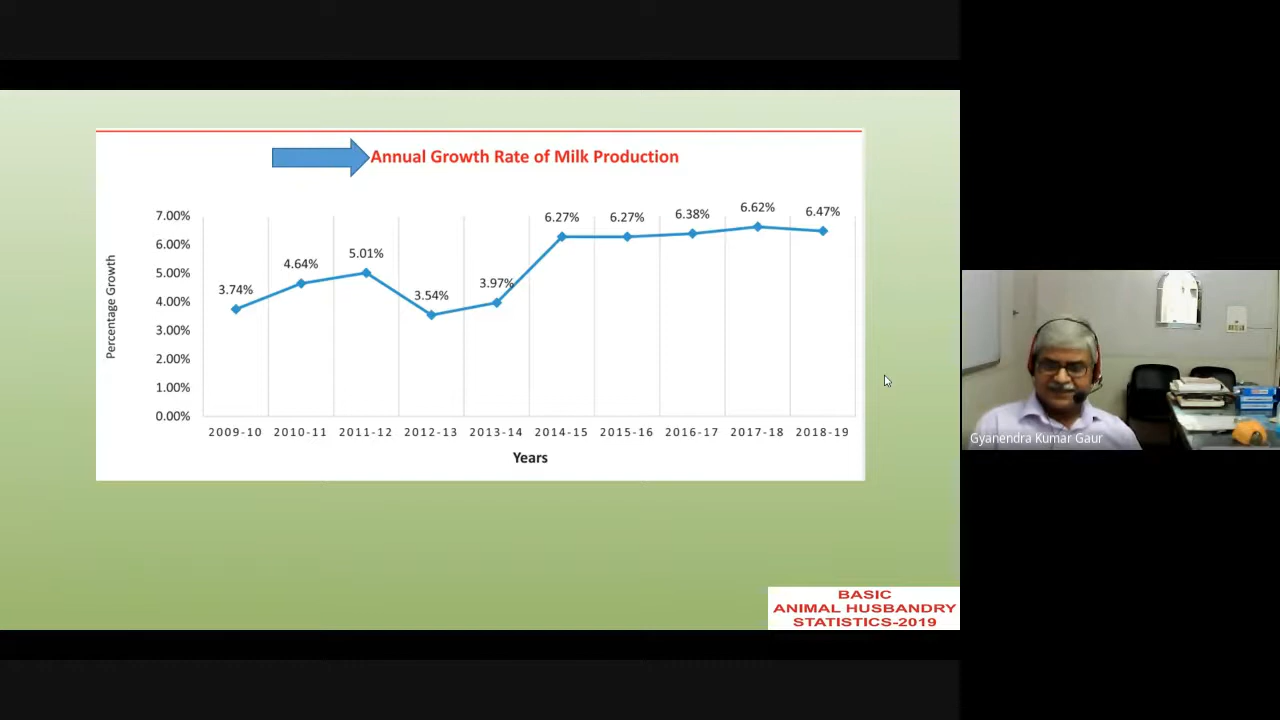 Annual Growth Rate of Milk Production
Percentage Growth
7.00%
6.00%
5.00%
4.00%
3.00%
2.00%
1.00%
0.00%
3.74%
4.64%
5.01%
3.54%
3.97%
6.27%
6.27%
6.38%
6.62%
6.47%
2009-10 2010-11 2011-12 2012-13 2013-14 2014-15 2015-16 2016-17 2017-18 2018-19
Years
BASIC
ANIMAL HUSBANDRY
STATISTICS-2019
Gyanendra Kumar Gaur